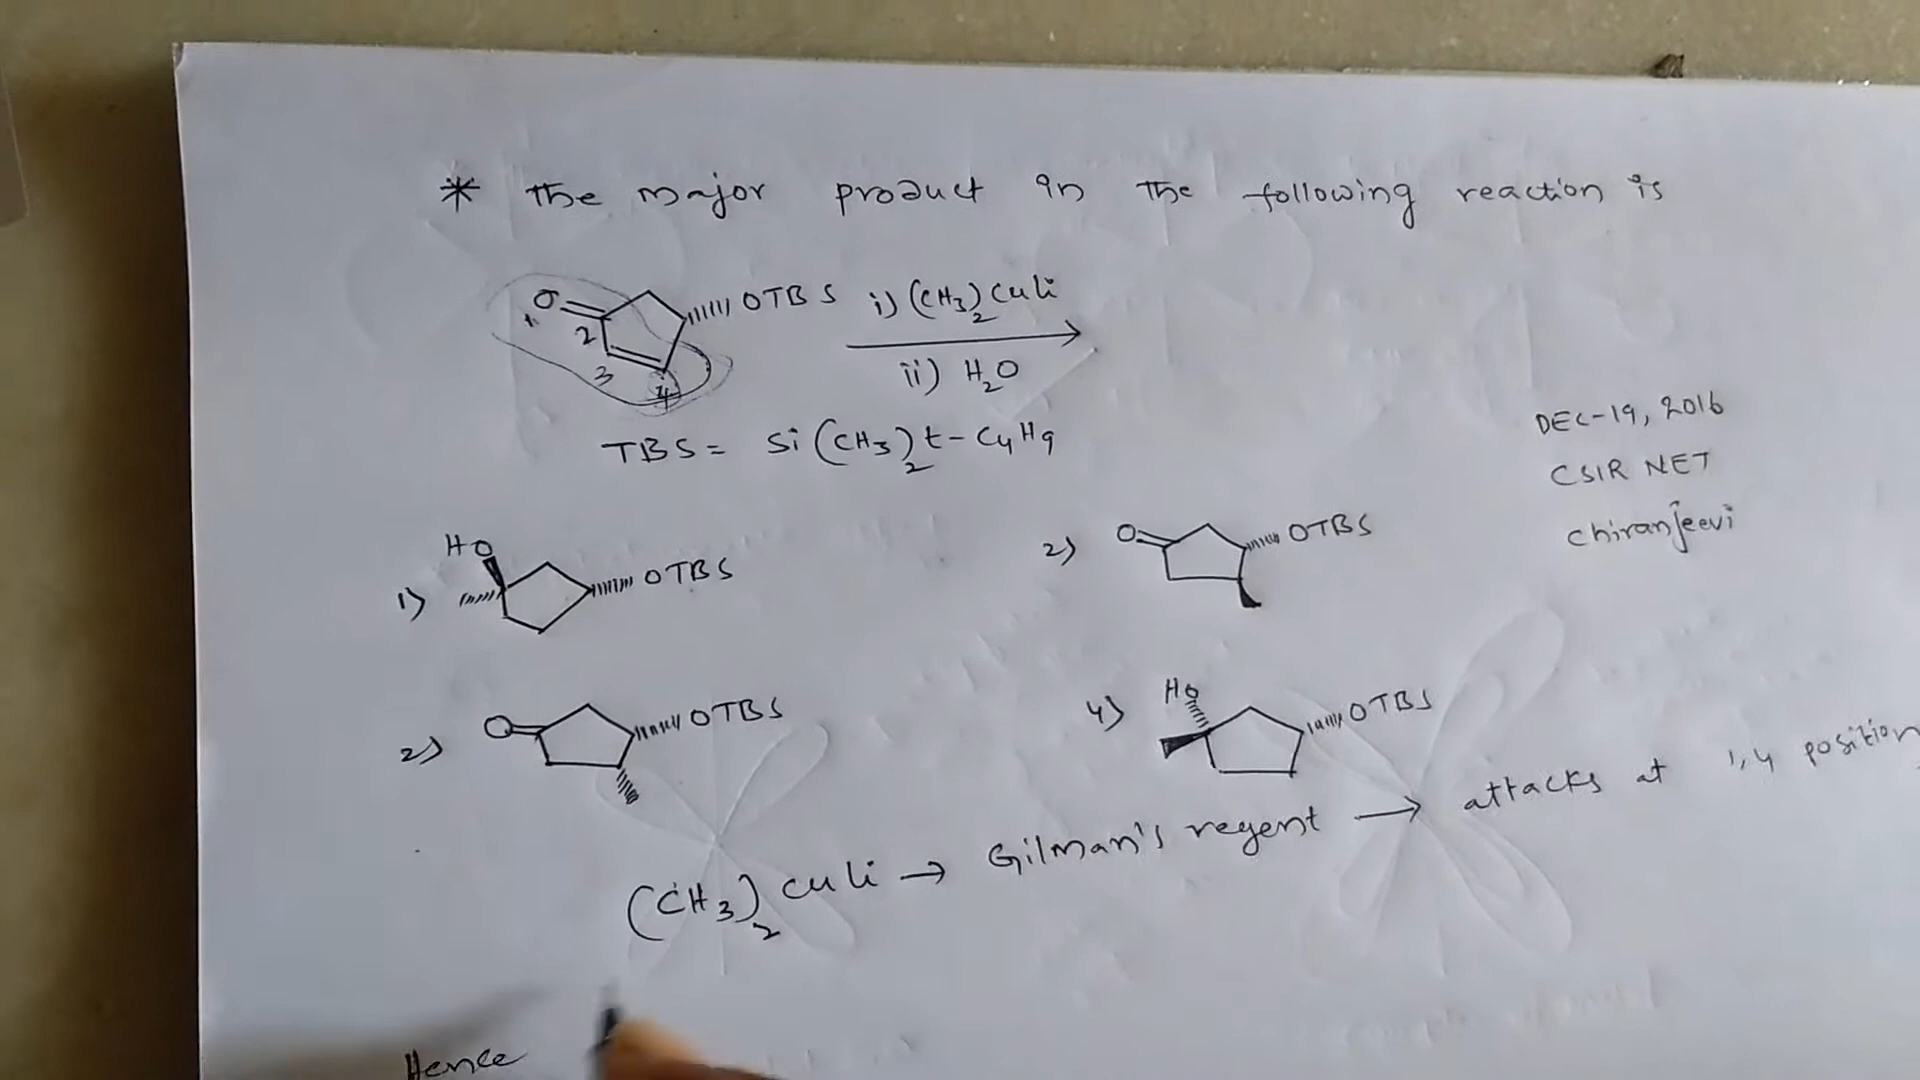 * The major product in the following reaction is
O OTBS i) (CH3)2 CuLi
1 2 3 4 ii) H2O
TBS = Si (CH3)2 t- C4H9
DEC-19, 2016
CSIR NET
Chiranjeevi
1) HO OTBS
2) O OTBS
2) O OTBS
4) HO OTBS
(CH3)2 CuLi → Gilman's regent → attacks at 1,4 position
Hence